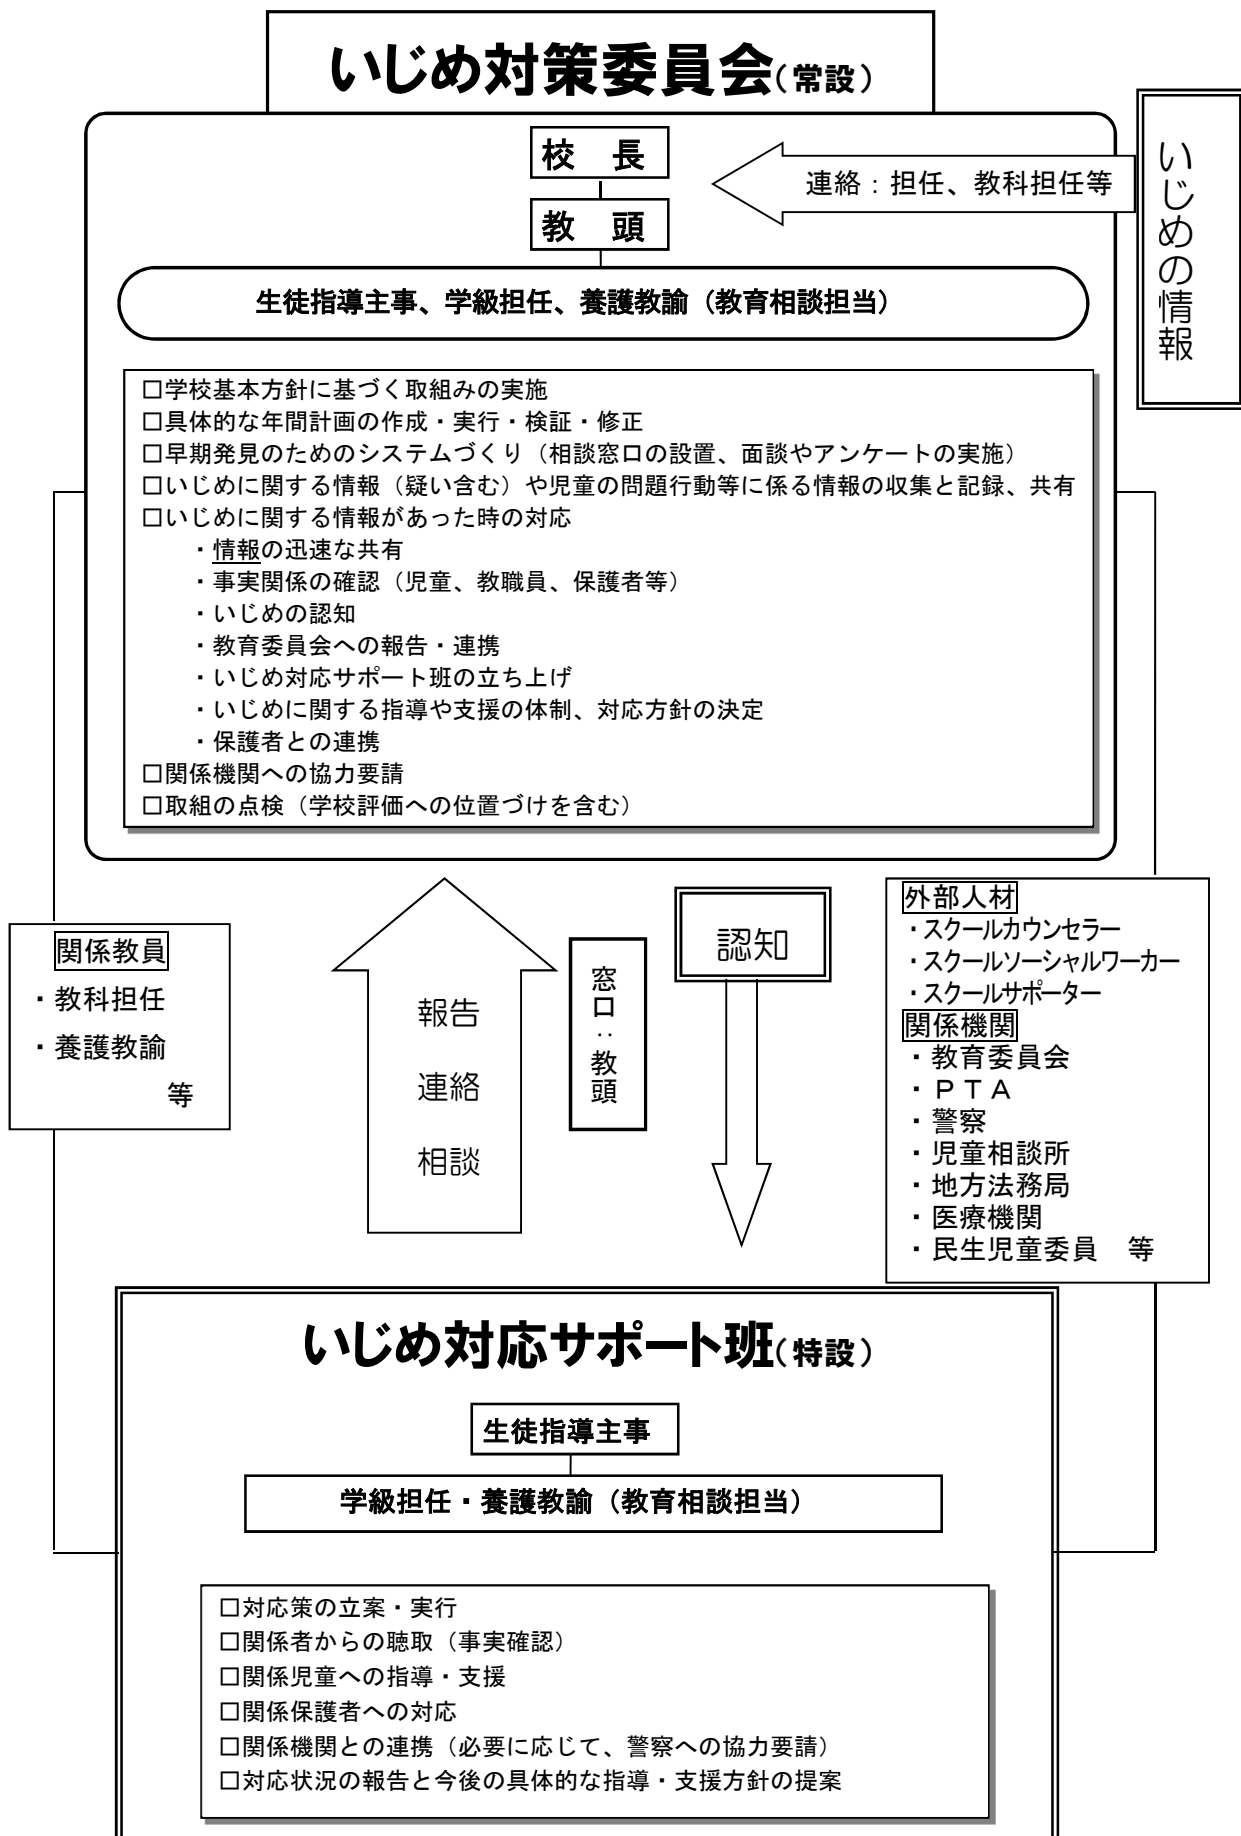 いじめ対策委員会(常設)
校　長
連絡：担任、教科担任等
いじめの情報
教　頭
生徒指導主事、学級担任、養護教諭（教育相談担当）
□学校基本方針に基づく取組みの実施
□具体的な年間計画の作成・実行・検証・修正
□早期発見のためのシステムづくり（相談窓口の設置、面談やアンケートの実施）
□いじめに関する情報（疑い含む）や児童の問題行動等に係る情報の収集と記録、共有
□いじめに関する情報があった時の対応
・情報の迅速な共有
・事実関係の確認（児童、教職員、保護者等）
・いじめの認知
・教育委員会への報告・連携
・いじめ対応サポート班の立ち上げ
・いじめに関する指導や支援の体制、対応方針の決定
・保護者との連携
□関係機関への協力要請
□取組の点検（学校評価への位置づけを含む）
関係教員
・教科担任
・養護教諭
等
報告
連絡
相談
窓口：教頭
認知
外部人材
・スクールカウンセラー
・スクールソーシャルワーカー
・スクールサポーター
関係機関
・教育委員会
・ＰＴＡ
・警察
・児童相談所
・地方法務局
・医療機関
・民生児童委員　等
いじめ対応サポート班(特設)
生徒指導主事
学級担任・養護教諭（教育相談担当）
□対応策の立案・実行
□関係者からの聴取（事実確認）
□関係児童への指導・支援
□関係保護者への対応
□関係機関との連携（必要に応じて、警察への協力要請）
□対応状況の報告と今後の具体的な指導・支援方針の提案